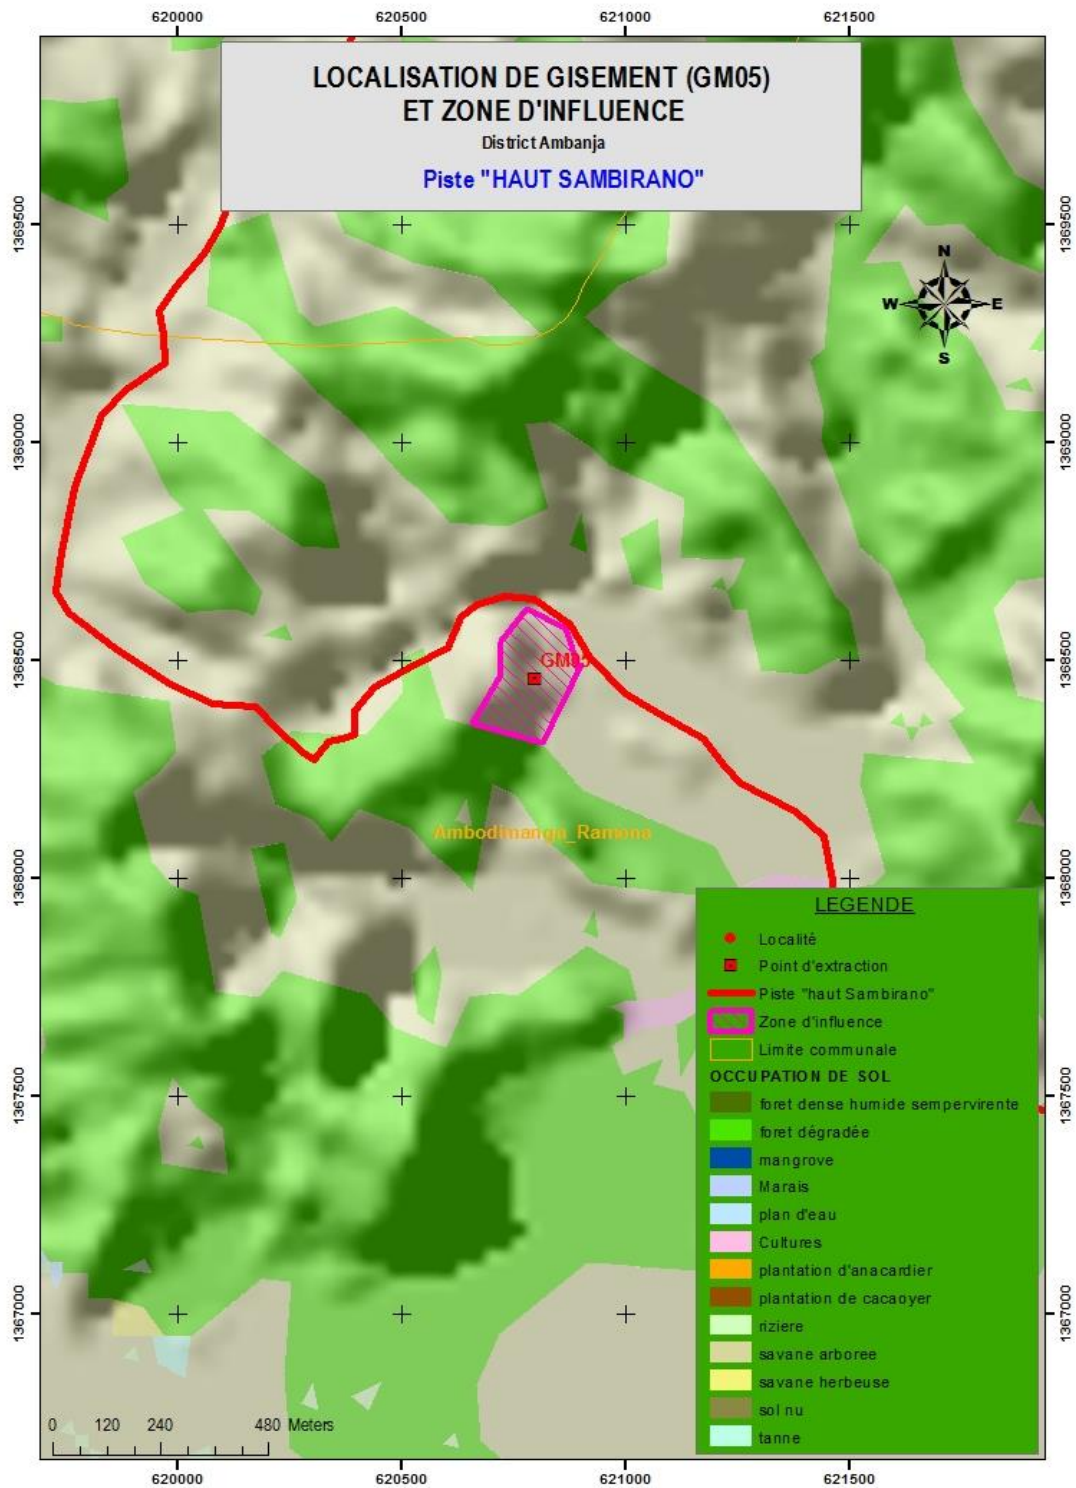 620000 620500 621000 621500
LOCALISATION DE GISEMENT (GM05)
ET ZONE D'INFLUENCE
District Ambanja
Piste "HAUT SAMBIRANO"
1369500 1369500
N
W E
S
1369000 1369000
1368500 1368500
GM05
Ambodimanga_Ramena
1368000 1368000
LEGENDE
Localité
Point d'extraction
Piste "haut Sambirano"
Zone d'influence
Limite communale
OCCUPATION DE SOL
1367500 1367500
foret dense humide sempervirente
foret dégradée
mangrove
Marais
plan d'eau
Cultures
plantation d'anacardier
plantation de cacaoyer
1367000 1367000
riziere
savane arboree
savane herbeuse
sol nu
tanne
0 120 240 480 Meters
620000 620500 621000 621500